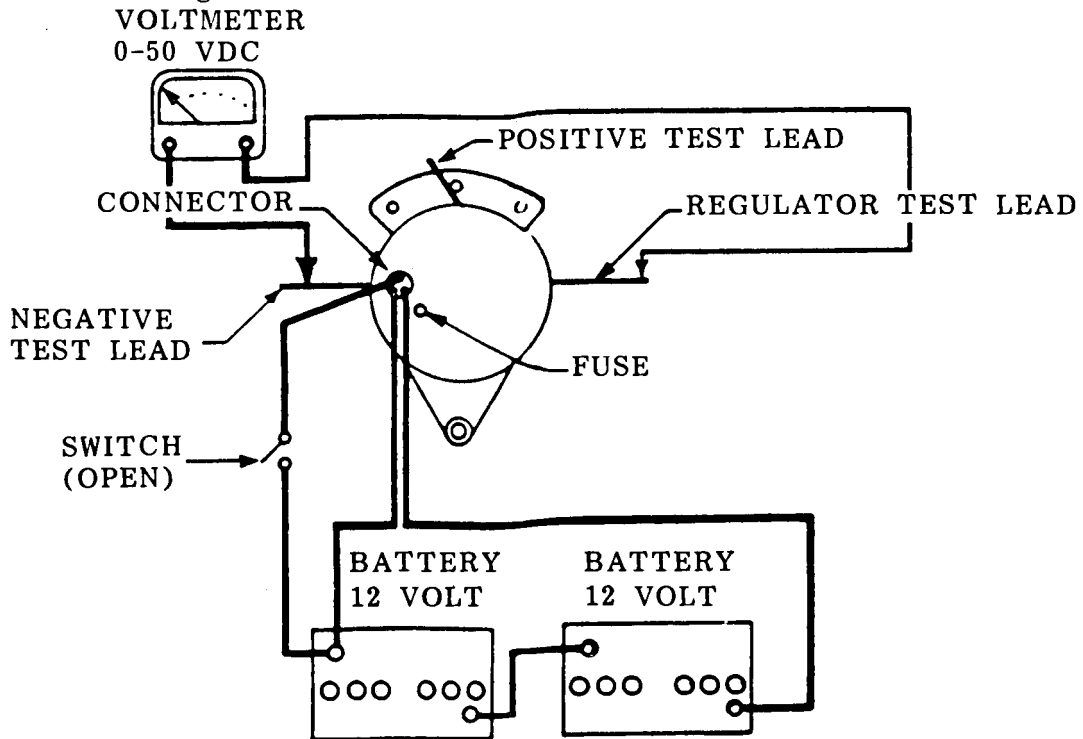 VOLTMETER
0-50 VDC
POSITIVE TEST LEAD
CONNECTOR
REGULATOR TEST LEAD
NEGATIVE
TEST LEAD
FUSE
SWITCH
(OPEN)
BATTERY
12 VOLT
BATTERY
12 VOLT